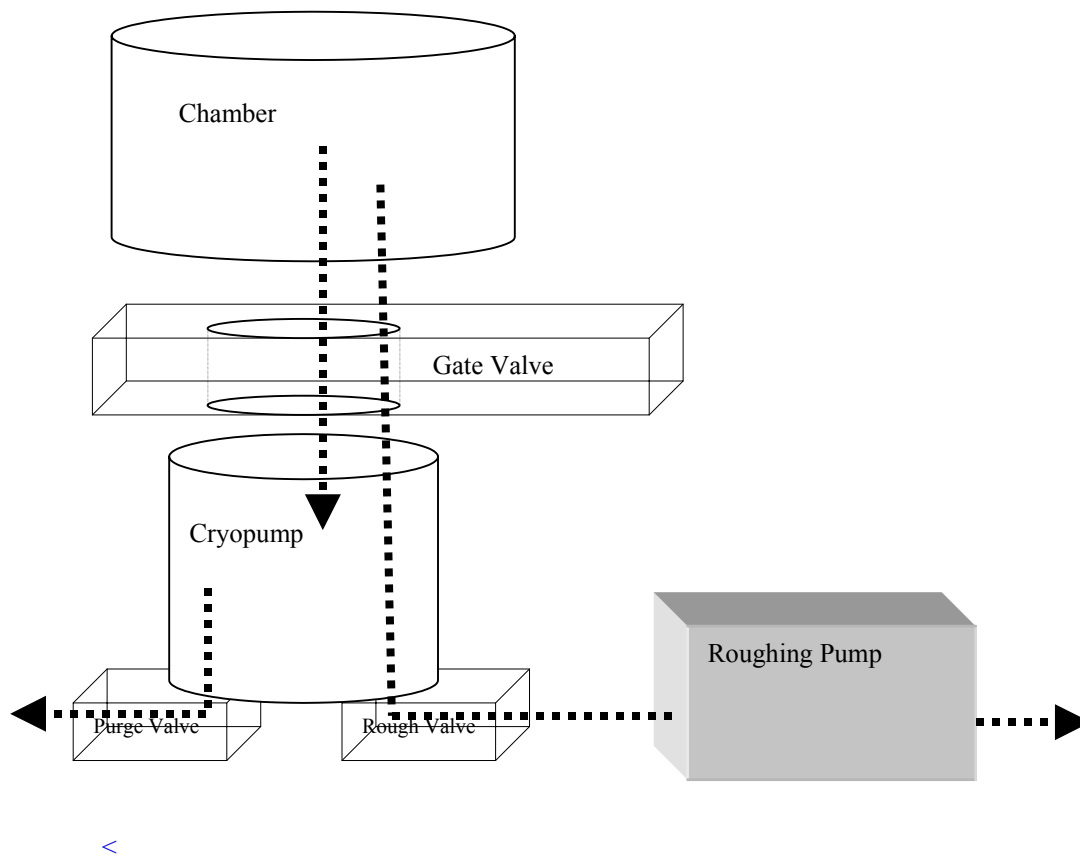 Chamber
Gate Valve
Cryopump
Roughing Pump
Purge Valve
Rough Valve
<